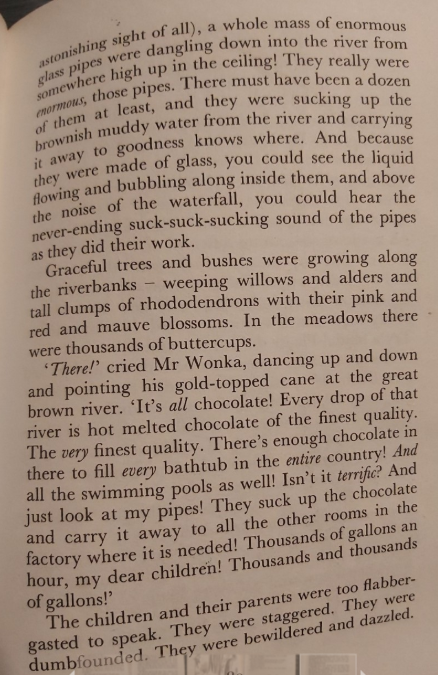 astonishing sight of all), a whole mass of enormous
glass pipes were dangling down into the river from
somewhere high up in the ceiling! They really were
enormous, those pipes. There must have been a dozen
of them at least, and they were sucking up the
brownish muddy water from the river and carrying
it away to goodness knows where. And because
they were made of glass, you could see the liquid
flowing and bubbling along inside them, and above
the noise of the waterfall, you could hear the
never-ending suck-suck-sucking sound of the pipes
as they did their work.
Graceful trees and bushes were growing along
the riverbanks – weeping willows and alders and
tall clumps of rhododendrons with their pink and
red and mauve blossoms. In the meadows there
were thousands of buttercups.
‘There!’ cried Mr Wonka, dancing up and down
and pointing his gold-topped cane at the great
brown river. ‘It’s all chocolate! Every drop of that
river is hot melted chocolate of the finest quality.
The very finest quality. There’s enough chocolate in
there to fill every bathtub in the entire country! And
all the swimming pools as well! Isn’t it terrific? And
just look at my pipes! They suck up the chocolate
and carry it away to all the other rooms in the
factory where it is needed! Thousands of gallons an
hour, my dear children! Thousands and thousands
of gallons!’
The children and their parents were too flabber-
gasted to speak. They were staggered. They were
dumbfounded. They were bewildered and dazzled.